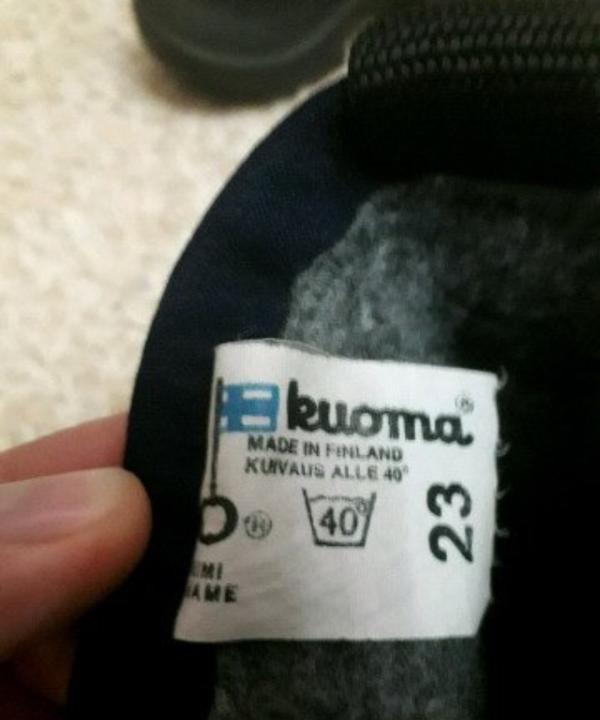 kuoma®
MADE IN FINLAND
KUIVAUS ALLE 40°
40°
23
®